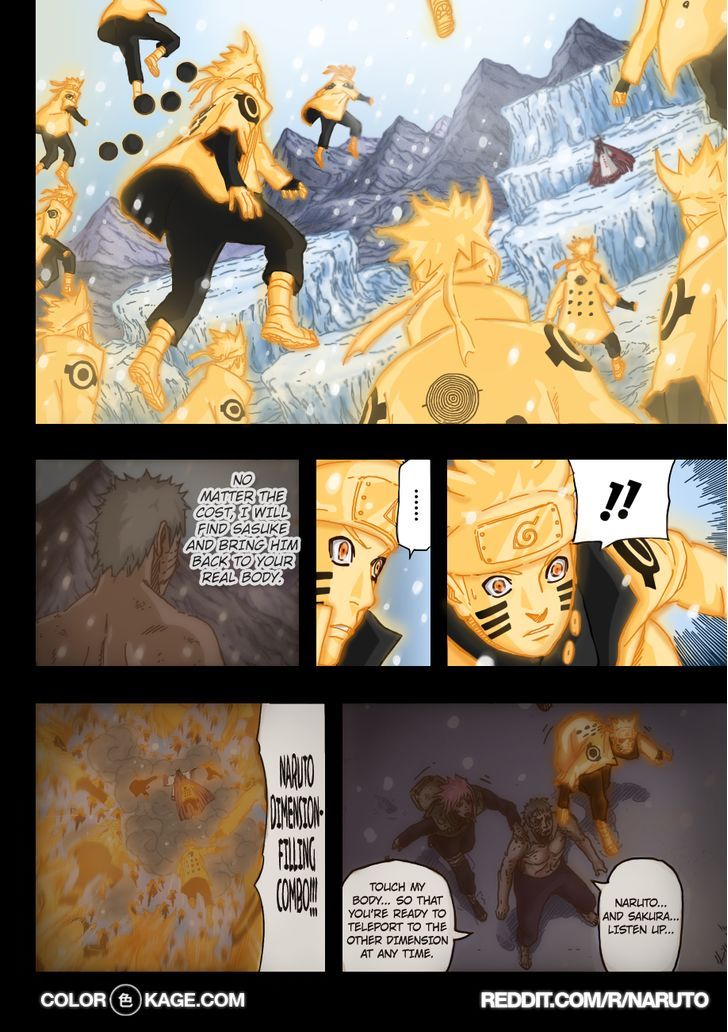 !!
……
NO
MATTER THE
COST, I WILL
FIND SASUKE
AND BRING HIM
BACK TO YOUR
REAL BODY.
NARUTO...
AND SAKURA...
LISTEN UP...
TOUCH MY
BODY... SO THAT
YOU'RE READY TO
TELEPORT TO THE
OTHER DIMENSION
AT ANY TIME.
NARUTO
DIMENSION-
FILLING
COMBO!!!
COLOR 色 KAGE.COM
REDDIT.COM/R/NARUTO